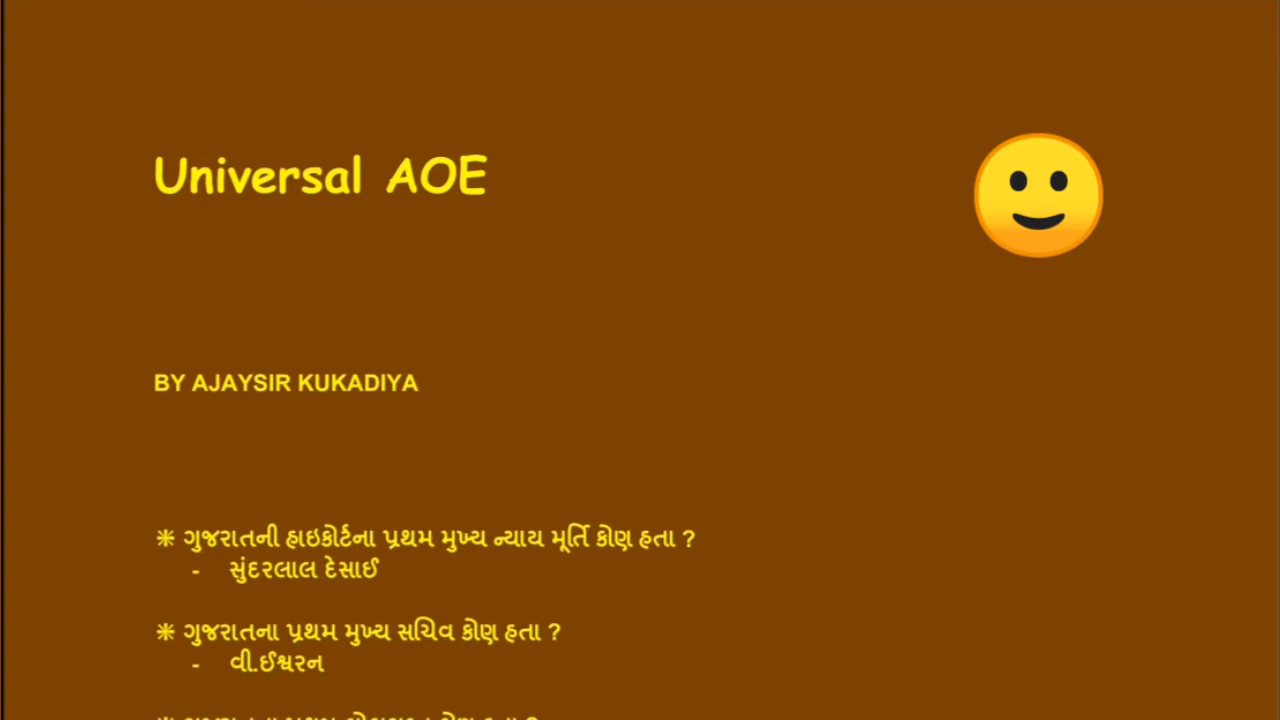 Universal AOE
BY AJAYSIR KUKADIYA
✳ ગુજરાતની હાઇકોર્ટના પ્રથમ મુખ્ય ન્યાય મૂર્તિ કોણ હતા ?
- સુંદરલાલ દેસાઈ
✳ ગુજરાતના પ્રથમ મુખ્ય સચિવ કોણ હતા ?
- વી.ઈશ્વરન